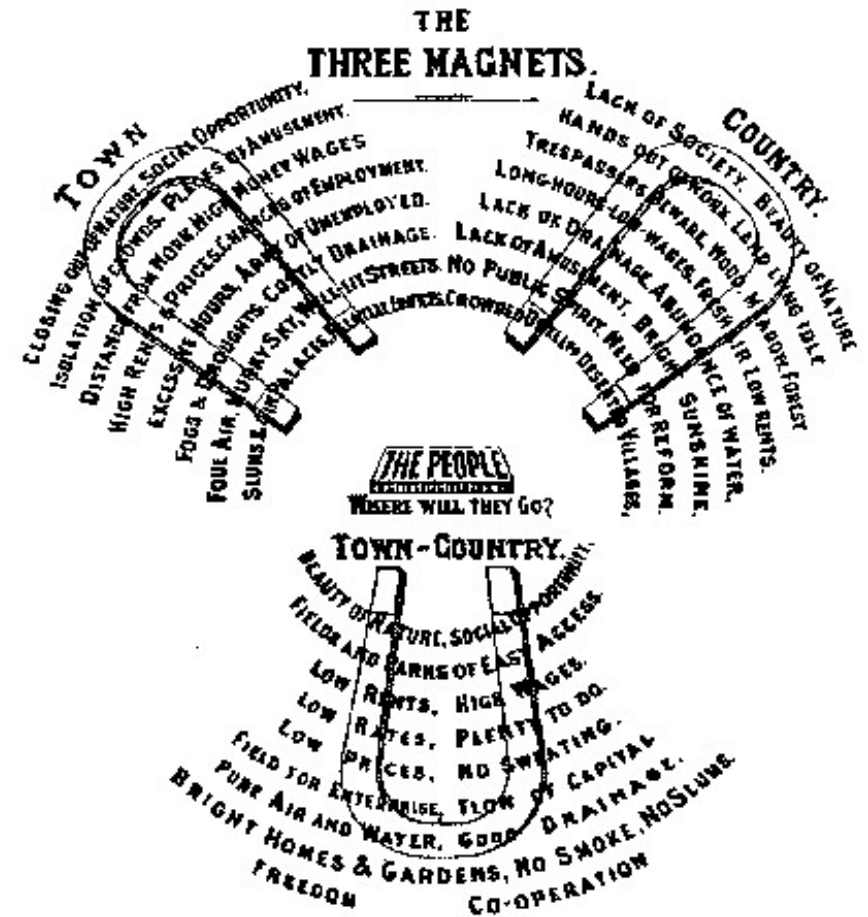 THE
THREE MAGNETS.
TOWN
CLOSING OUT OF NATURE. SOCIAL OPPORTUNITY.
ISOLATION OF CROWDS. PLACES OF AMUSEMENT.
DISTANCE FROM WORK. HIGH MONEY WAGES
HIGH RENTS & PRICES. CHANCES OF EMPLOYMENT.
EXCESSIVE HOURS. ARMY OF UNEMPLOYED.
FOGS & DROUGHTS. COSTLY DRAINAGE.
FOUL AIR. MURKY SKY. WELL-LIT STREETS.
SLUMS & GIN PALACES. EDIFICES.
COUNTRY.
LACK OF SOCIETY. BEAUTY OF NATURE
HANDS OUT OF WORK. LAND LYING IDLE
TRESPASSERS BEWARE. WOOD, MEADOW, FOREST
LONG HOURS-LOW WAGES. FRESH AIR LOW RENTS.
LACK OF DRAINAGE. ABUNDANCE OF WATER.
LACK OF AMUSEMENT. BRIGHT SUNSHINE.
NO PUBLIC SPIRIT. NEED FOR REFORM.
CROWDED DWELLINGS. DESERTED VILLAGES,
THE PEOPLE
WHERE WILL THEY GO?
TOWN-COUNTRY.
BEAUTY OF NATURE, SOCIAL OPPORTUNITY.
FIELDS AND PARKS OF EASY ACCESS.
LOW RENTS, HIGH WAGES.
LOW RATES, PLENTY TO DO.
LOW PRICES, NO SWEATING.
FIELD FOR ENTERPRISE, FLOW OF CAPITAL
PURE AIR AND WATER, GOOD DRAINAGE.
BRIGHT HOMES & GARDENS, NO SMOKE, NO SLUMS.
FREEDOM
CO-OPERATION